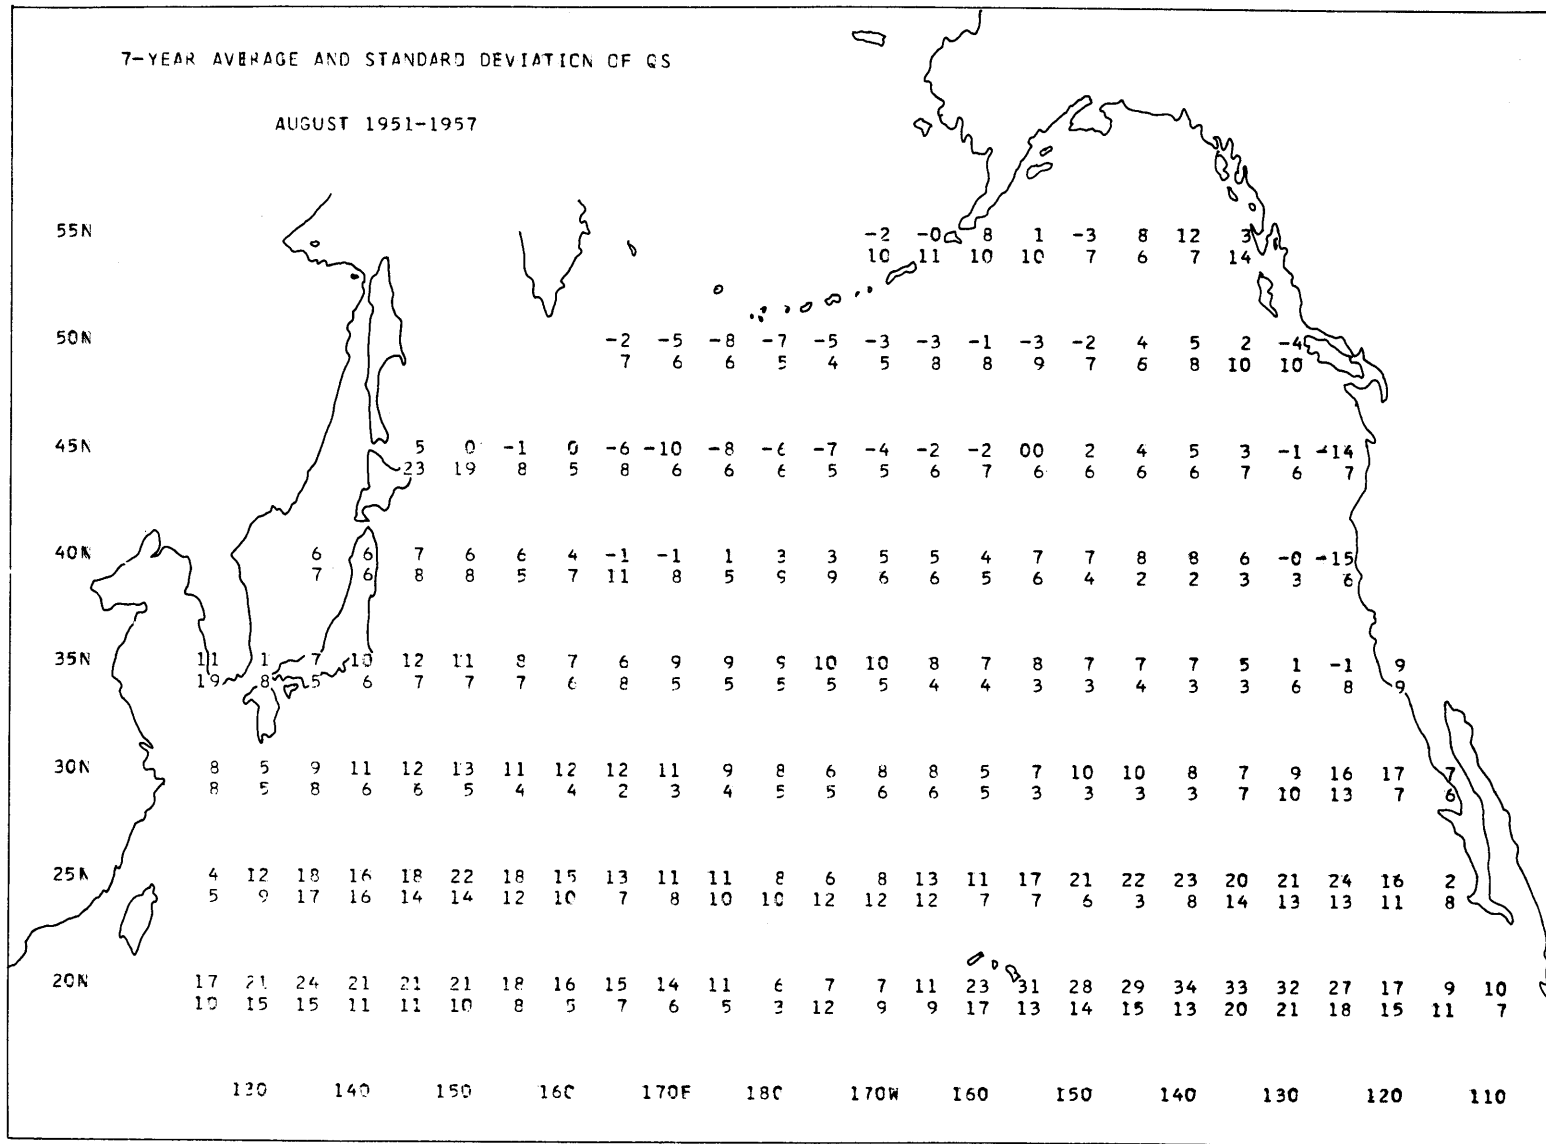 7-YEAR AVERAGE AND STANDARD DEVIATICN OF QS
AUGUST 1951-1957
55N -2 -0 8 1 -3 8 12 3
10 11 10 10 7 6 7 14
50N -2 -5 -8 -7 -5 -3 -3 -1 -3 -2 4 5 2 -4
7 6 6 5 4 5 8 8 9 7 6 8 10 10
45N 5 0 -1 0 -6 -10 -8 -6 -7 -4 -2 -2 00 2 4 5 3 -1 -14
23 19 8 5 8 6 6 6 5 5 6 7 6 6 6 6 7 6 7
40N 6 6 7 6 6 4 -1 -1 1 3 3 5 5 4 7 7 8 8 6 -0 -15
7 6 8 8 5 7 11 8 5 9 9 6 6 5 6 4 2 2 3 3 6
35N 11 1 7 10 12 11 8 7 6 9 9 9 10 10 8 7 8 7 7 7 5 1 -1 9
19 8 5 6 7 7 7 6 8 5 5 5 5 5 4 4 3 3 4 3 3 6 8 9
30N 8 5 9 11 12 13 11 12 12 11 9 8 6 8 8 5 7 10 10 8 7 9 16 17 7
8 5 8 6 6 5 4 4 2 3 4 5 5 6 6 5 3 3 3 3 7 10 13 7 6
25N 4 12 18 16 18 22 18 15 13 11 11 8 6 8 13 11 17 21 22 23 20 21 24 16 2
5 9 17 16 14 14 12 10 7 8 10 10 12 12 12 7 7 6 3 8 14 13 13 11 8
20N 17 21 24 21 21 21 18 16 15 14 11 6 7 7 11 23 31 28 29 34 33 32 27 17 9 10
10 15 15 11 11 10 8 5 7 6 5 3 12 9 9 17 13 14 15 13 20 21 18 15 11 7
130 140 150 160 170E 180 170W 160 150 140 130 120 110